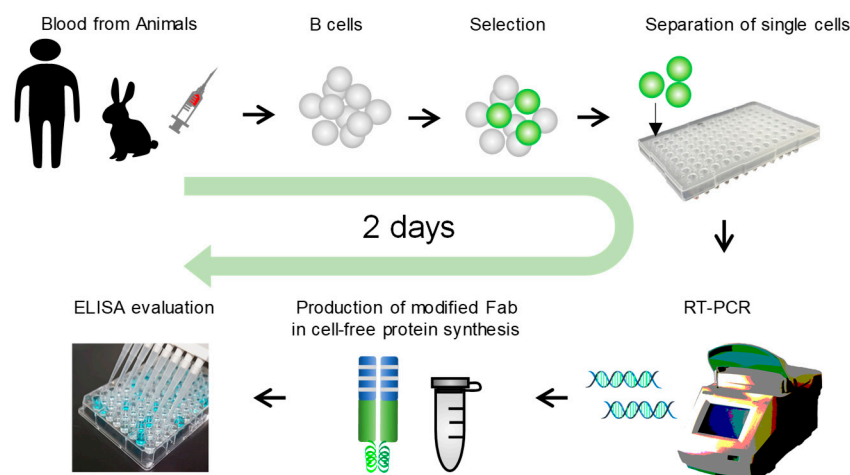 Blood from Animals
B cells
Selection
Separation of single cells
2 days
ELISA evaluation
Production of modified Fab
in cell-free protein synthesis
RT-PCR